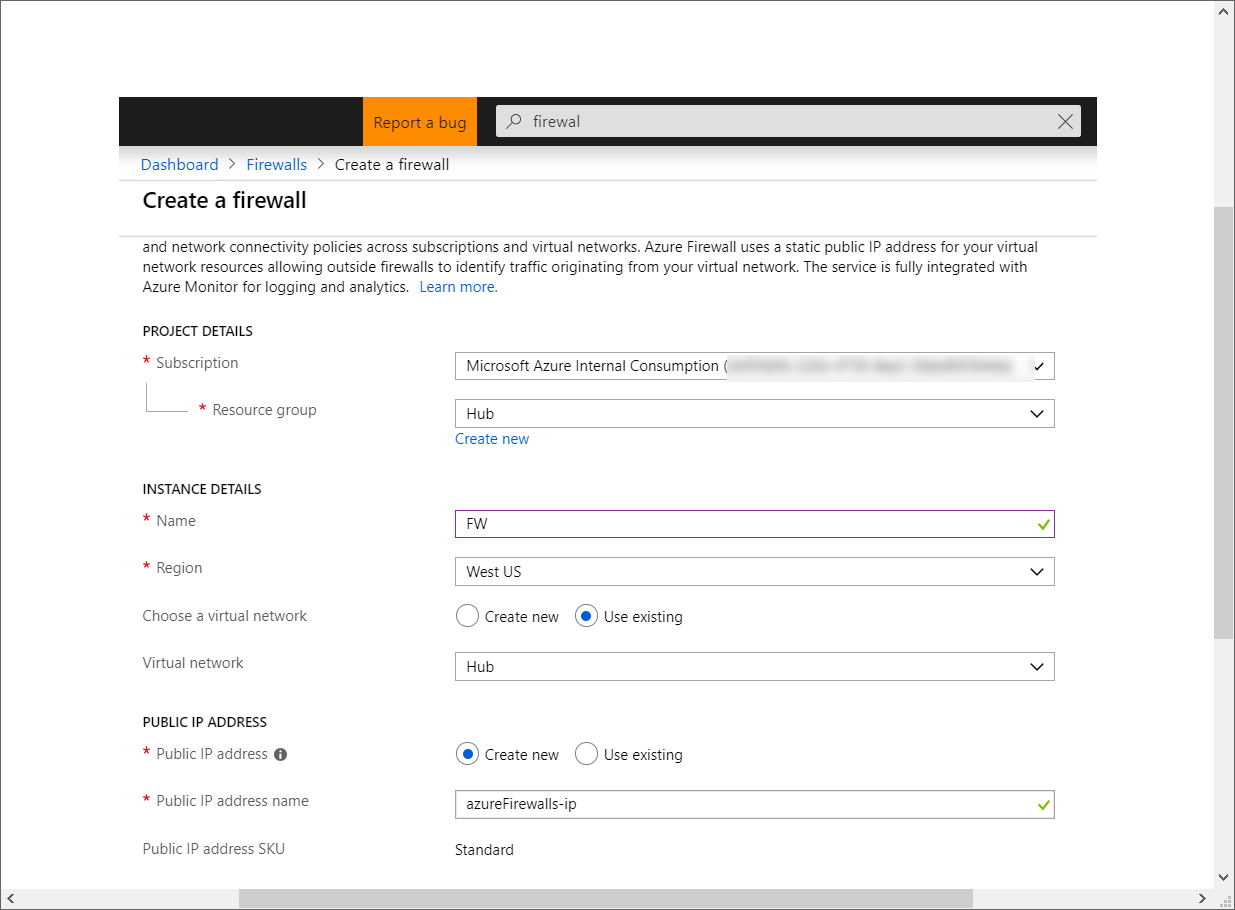 Report a bug
firewal
Dashboard > Firewalls > Create a firewall
Create a firewall
and network connectivity policies across subscriptions and virtual networks. Azure Firewall uses a static public IP address for your virtual
network resources allowing outside firewalls to identify traffic originating from your virtual network. The service is fully integrated with
Azure Monitor for logging and analytics. Learn more.
PROJECT DETAILS
* Subscription
Microsoft Azure Internal Consumption (
* Resource group
Hub
Create new
INSTANCE DETAILS
* Name
FW
* Region
West US
Choose a virtual network
Create new Use existing
Virtual network
Hub
PUBLIC IP ADDRESS
* Public IP address
Create new Use existing
* Public IP address name
azureFirewalls-ip
Public IP address SKU
Standard